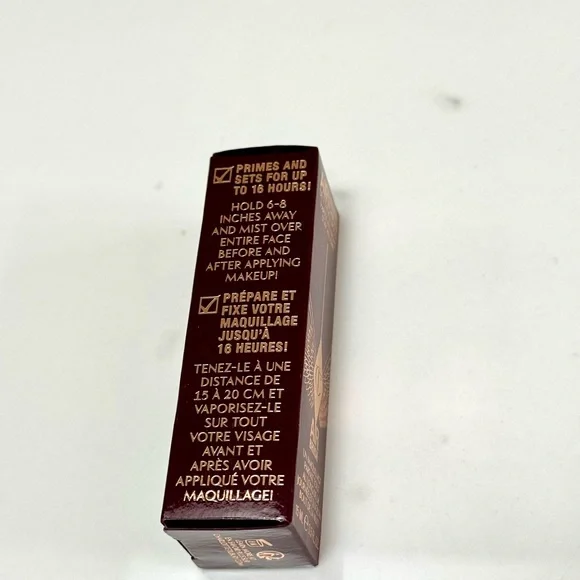 PRIMES AND
SETS FOR UP
TO 16 HOURS!
HOLD 6-8
INCHES AWAY
AND MIST OVER
ENTIRE FACE
BEFORE AND
AFTER APPLYING
MAKEUP!
PRÉPARE ET
FIXE VOTRE
MAQUILLAGE
JUSQU'À
16 HEURES!
TENEZ-LE À UNE
DISTANCE DE
15 À 20 CM ET
VAPORISEZ-LE
SUR TOUT
VOTRE VISAGE
AVANT ET
APRÈS AVOIR
APPLIQUÉ VOTRE
MAQUILLAGE!